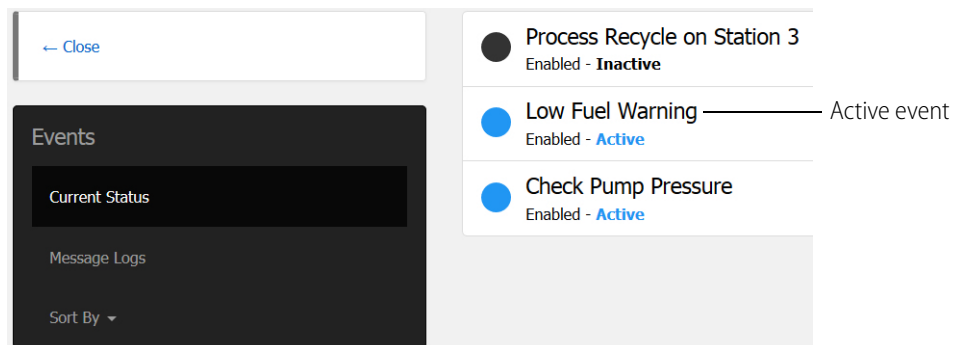 ← Close
Events
Current Status
Message Logs
Sort By
Process Recycle on Station 3
Enabled - Inactive
Low Fuel Warning
Enabled - Active
Check Pump Pressure
Enabled - Active
Active event